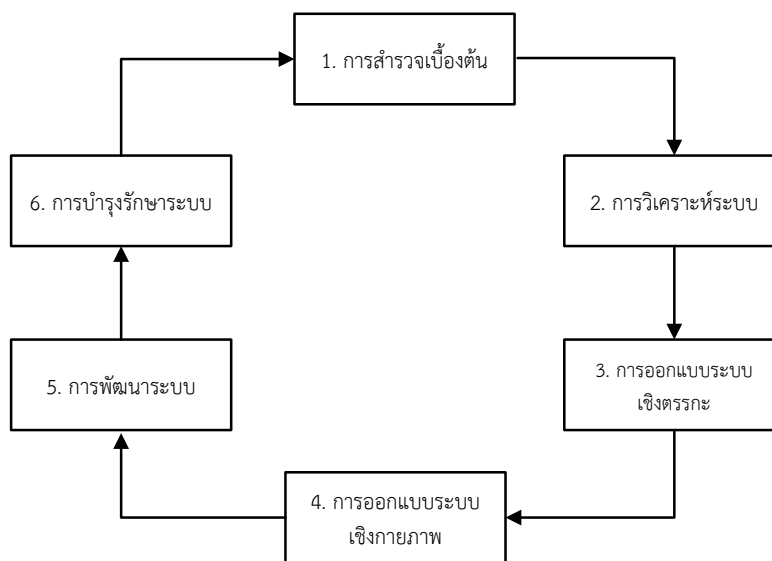 1. การสำรวจเบื้องต้น
2. การวิเคราะห์ระบบ
3. การออกแบบระบบ
เชิงตรรกะ
4. การออกแบบระบบ
เชิงกายภาพ
5. การพัฒนาระบบ
6. การบำรุงรักษาระบบ